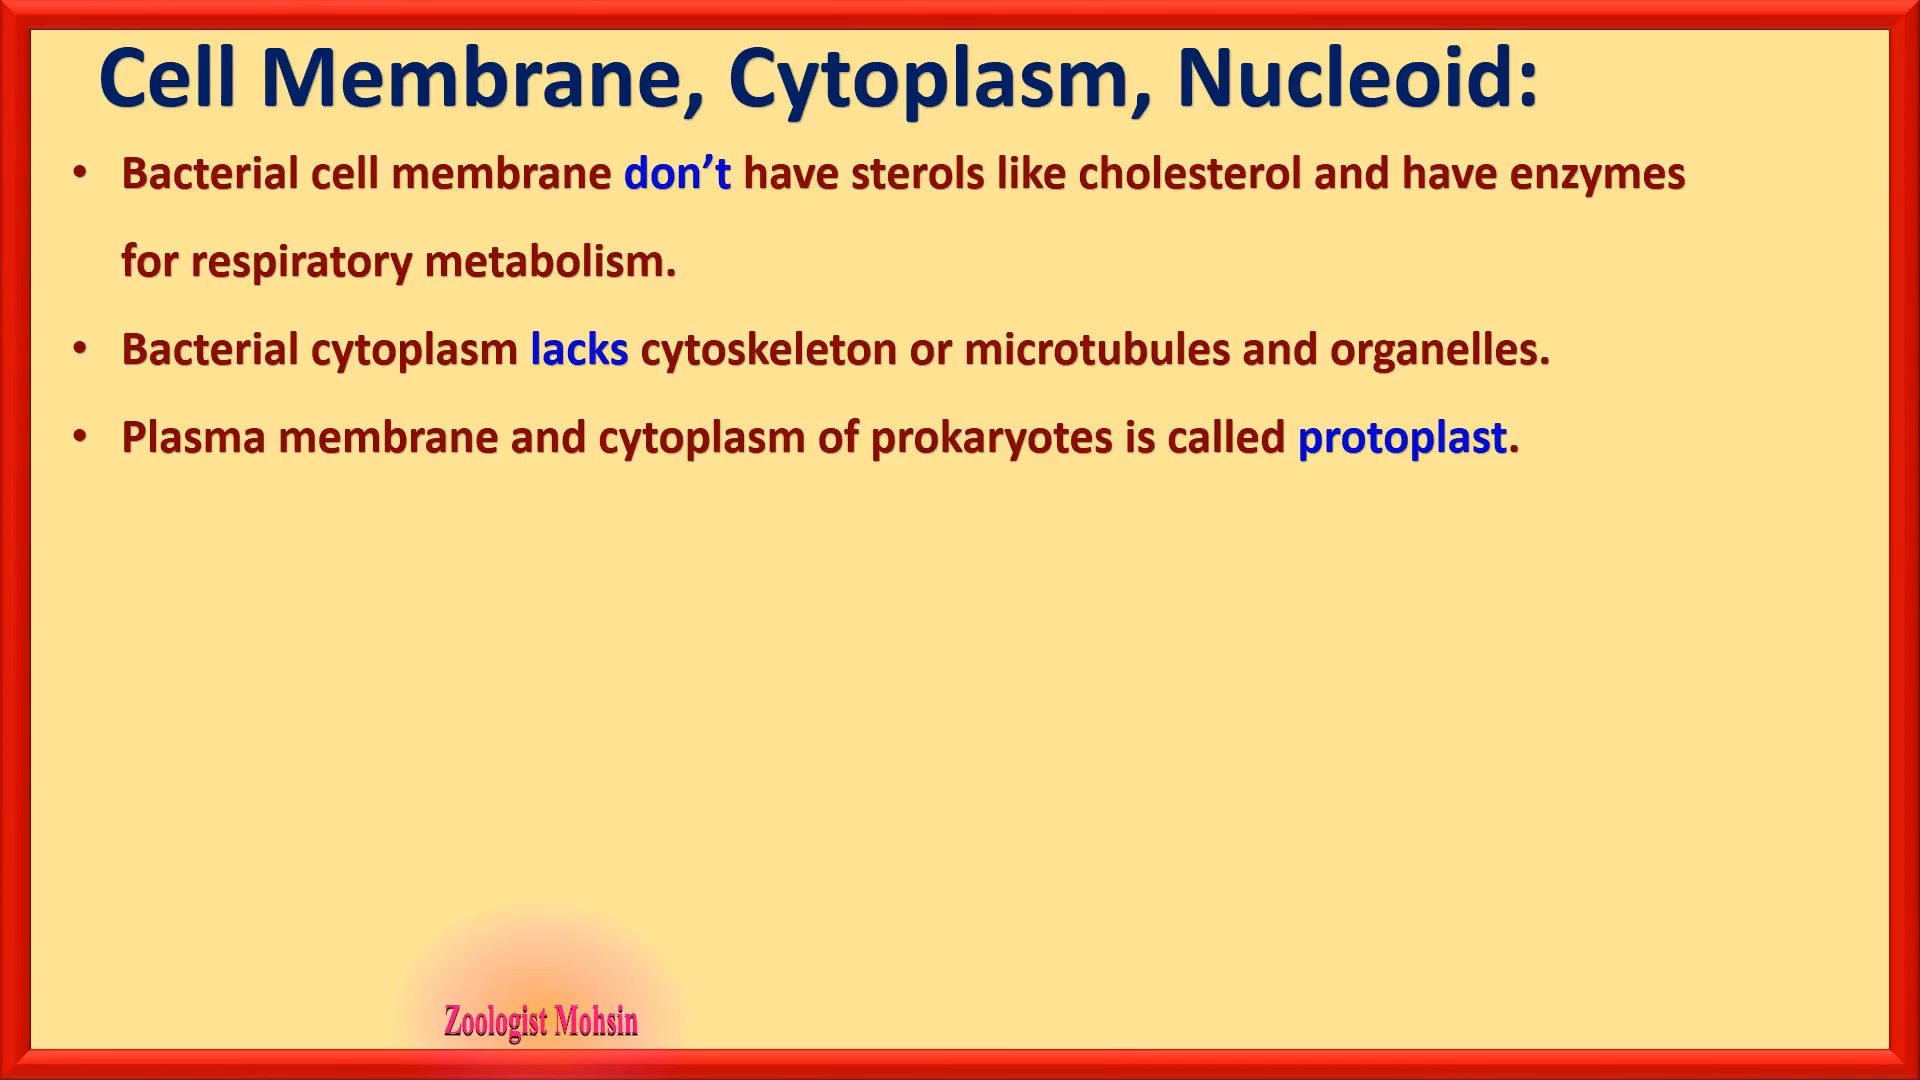 Cell Membrane, Cytoplasm, Nucleoid:
• Bacterial cell membrane don’t have sterols like cholesterol and have enzymes
for respiratory metabolism.
• Bacterial cytoplasm lacks cytoskeleton or microtubules and organelles.
• Plasma membrane and cytoplasm of prokaryotes is called protoplast.
Zoologist Mohsin